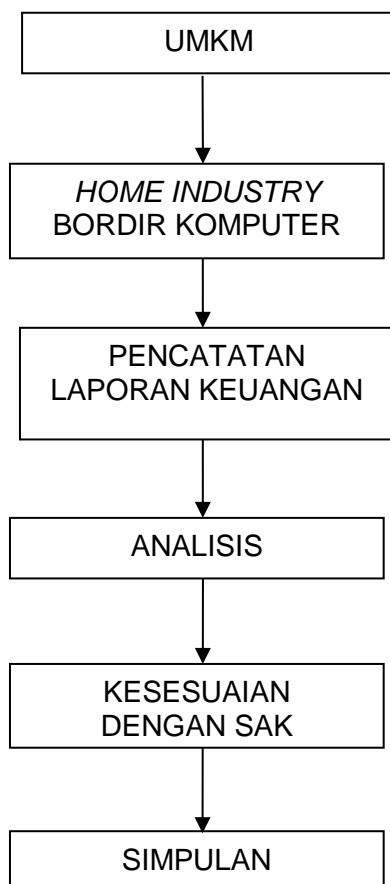 UMKM
HOME INDUSTRY
BORDIR KOMPUTER
PENCATATAN
LAPORAN KEUANGAN
ANALISIS
KESESUAIAN
DENGAN SAK
SIMPULAN